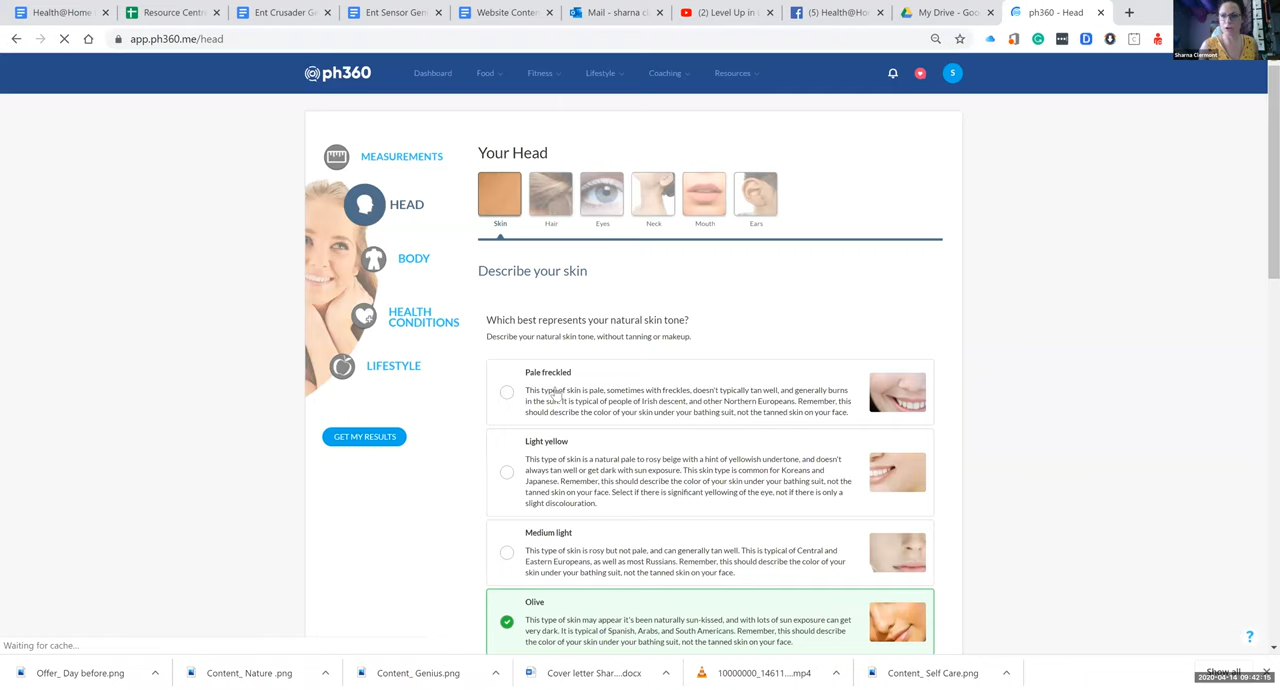 Health@Home
Resource Centr
Ent Crusader Ge
Ent Sensor Gen
Website Conten
Mail - sharna cl
(2) Level Up in
(5) Health@Ho
My Drive - Goo
ph360 - Head
Sharna Clermont
app.ph360.me/head
ph360
Dashboard
Food
Fitness
Lifestyle
Coaching
Resources
S
MEASUREMENTS
HEAD
BODY
HEALTH
CONDITIONS
LIFESTYLE
GET MY RESULTS
Your Head
Skin
Hair
Eyes
Neck
Mouth
Ears
Describe your skin
Which best represents your natural skin tone?
Describe your natural skin tone, without tanning or makeup.
Pale freckled
This type of skin is pale, sometimes with freckles, doesn't typically tan well, and generally burns
in the is typical of people of Irish descent, and other Northern Europeans. Remember, this
should describe the color of your skin under your bathing suit, not the tanned skin on your face.
Light yellow
This type of skin is a natural pale to rosy beige with a hint of yellowish undertone, and doesn't
always tan well or get dark with sun exposure. This skin type is common for Koreans and
Japanese. Remember, this should describe the color of your skin under your bathing suit, not the
tanned skin on your face. Select if there is significant yellowing of the eye, not if there is only a
slight discolouration.
Medium light
This type of skin is rosy but not pale, and can generally tan well. This is typical of Central and
Eastern Europeans, as well as most Russians. Remember, this should describe the color of your
skin under your bathing suit, not the tanned skin on your face.
Olive
This type of skin may appear it's been naturally sun-kissed, and with lots of sun exposure can get
very dark. It is typical of Spanish, Arabs, and South Americans. Remember, this should describe
the color of your skin under your bathing suit, not the tanned skin on your face.
?
Waiting for cache...
Offer_ Day before.png
Content_ Nature .png
Content_ Genius.png
Cover letter Shar....docx
10000000_14611....mp4
Content_ Self Care.png
Show all
2020-04-14 09:42:15